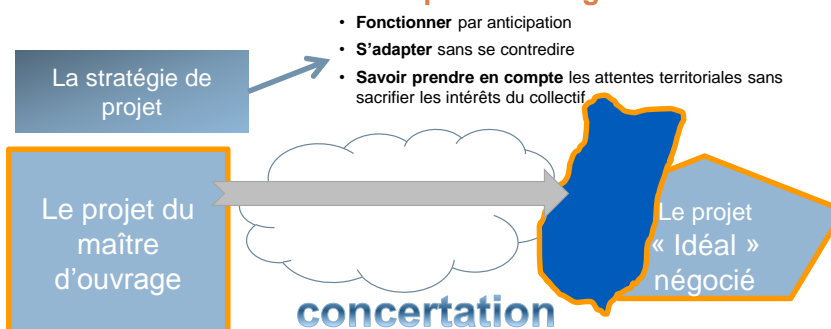 • Fonctionner par anticipation
• S’adapter sans se contredire
• Savoir prendre en compte les attentes territoriales sans
sacrifier les intérêts du collectif
La stratégie de
projet
Le projet du
maître
d’ouvrage
Le projet
« Idéal »
négocié
concertation